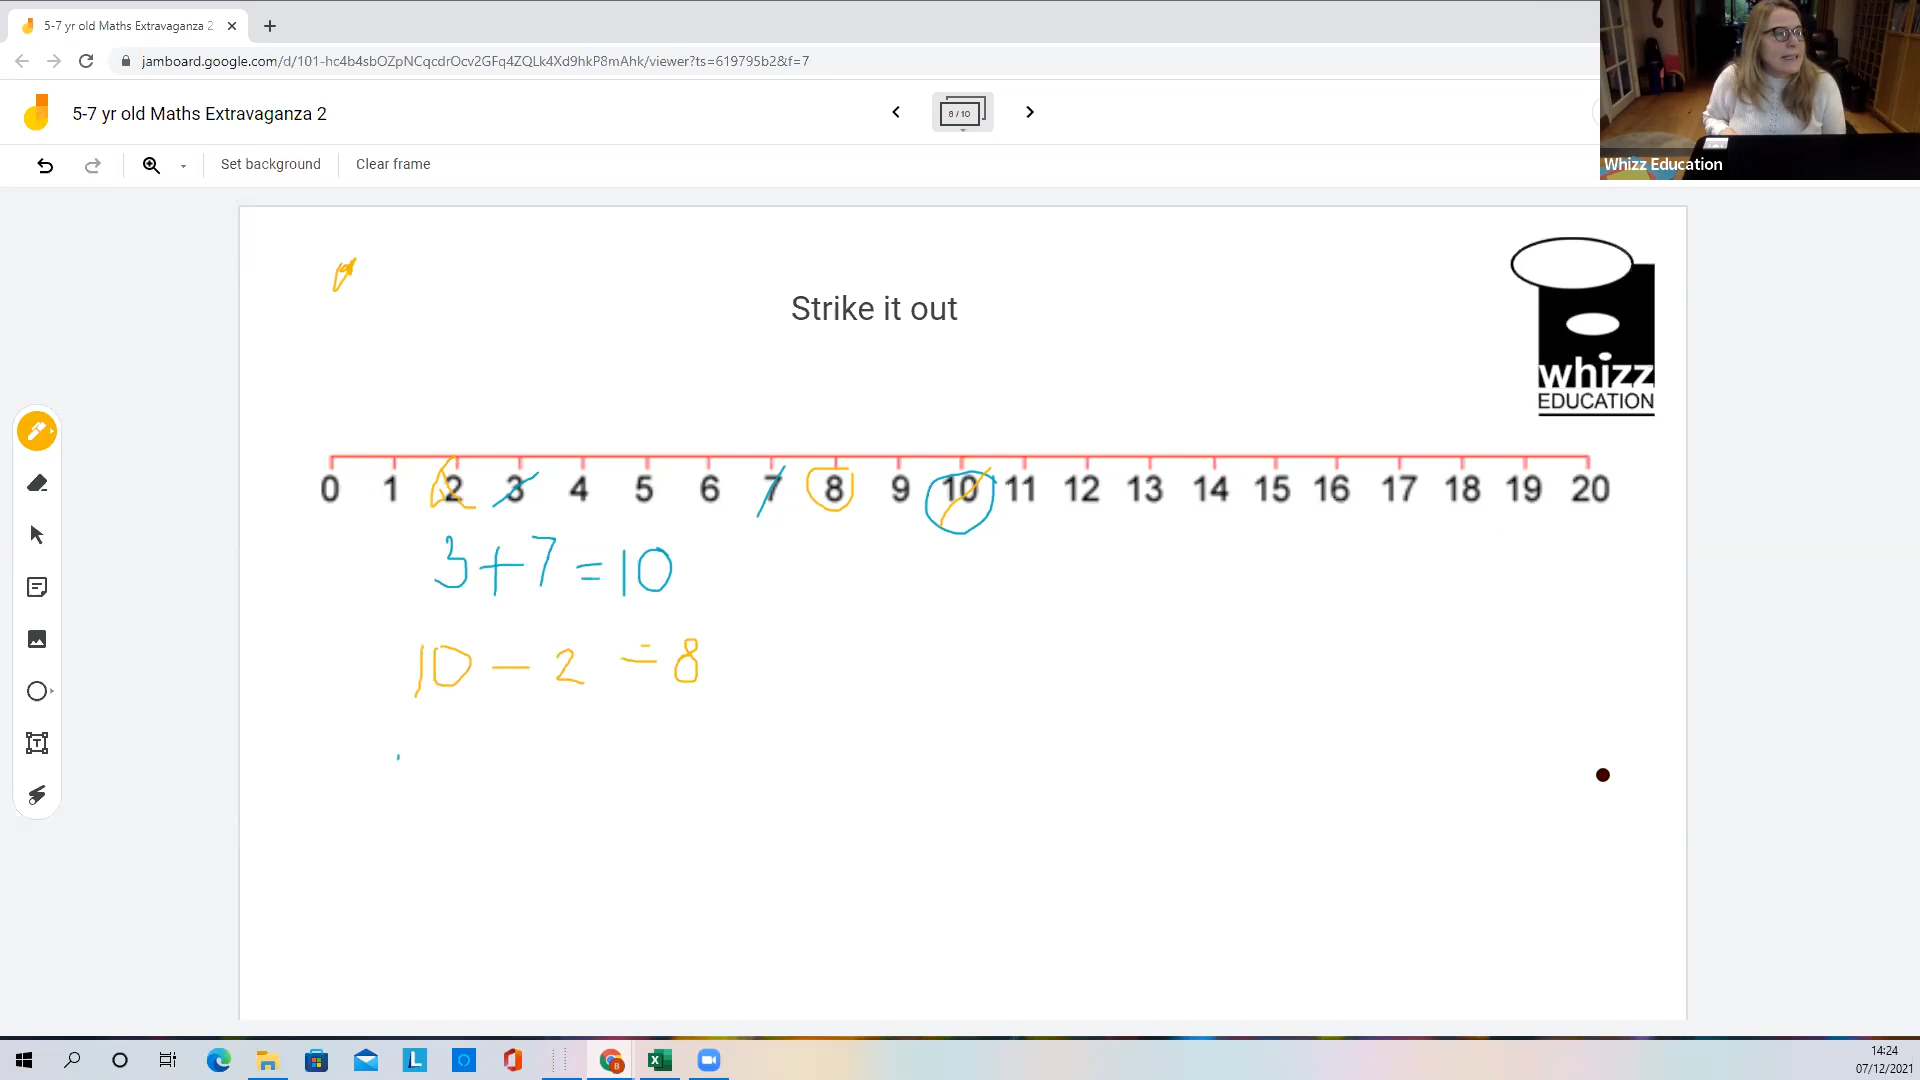 5-7 yr old Maths Extravaganza 2
jamboard.google.com/d/101-hc4b4sbOZpNCqcdrOcv2GFq4ZQLk4Xd9hkP8mAhk/viewer?ts=619795b2&f=7
5-7 yr old Maths Extravaganza 2
8 / 10
Set background
Clear frame
Whizz Education
Strike it out
whizz
EDUCATION
0 1 2 3 4 5 6 7 8 9 10 11 12 13 14 15 16 17 18 19 20
3+7=10
10-2=8
14:24
07/12/2021